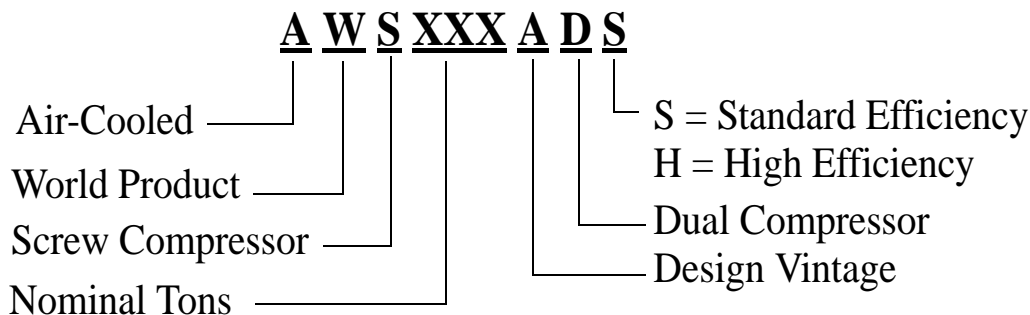 A W S XXX A D S
Air-Cooled
World Product
Screw Compressor
Nominal Tons
S = Standard Efficiency
H = High Efficiency
Dual Compressor
Design Vintage